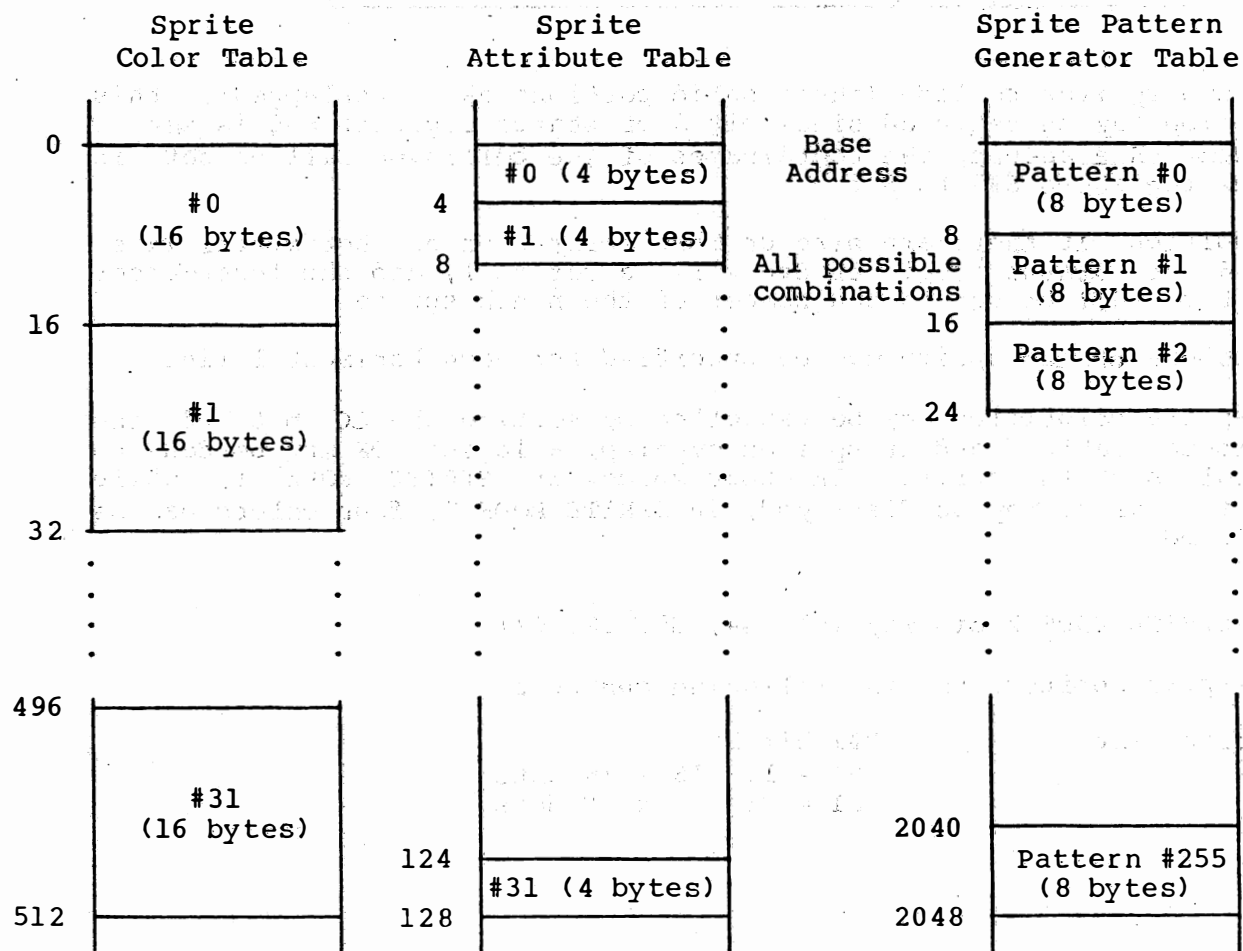 Sprite
Color Table
0
#0
(16 bytes)
16
#1
(16 bytes)
32
496
#31
(16 bytes)
512
Sprite
Attribute Table
#0 (4 bytes)
4
#1 (4 bytes)
8
124
#31 (4 bytes)
128
Sprite Pattern
Generator Table
Base
Address
Pattern #0
(8 bytes)
8
All possible
combinations
Pattern #1
(8 bytes)
16
Pattern #2
(8 bytes)
24
2040
Pattern #255
(8 bytes)
2048